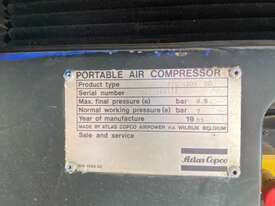 PORTABLE AIR COMPRESSOR
Product type
Serial number
Max. final pressure (e) bar
Normal working pressure (e) bar 7
Year of manufacture 19
MADE BY ATLAS COPCO AIRPOWER n.v. WILRIJK BELGIUM
Sale and service
Atlas Copco